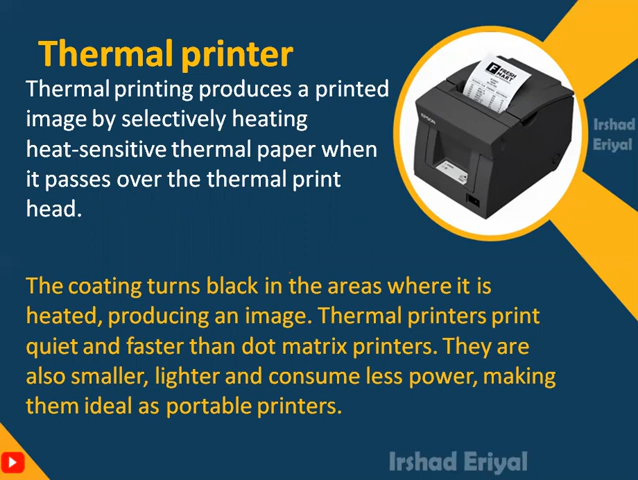 Thermal printer
Thermal printing produces a printed
image by selectively heating
heat-sensitive thermal paper when
it passes over the thermal print
head.
FRESH
MART
EPSON
Irshad
Eriyal
The coating turns black in the areas where it is
heated, producing an image. Thermal printers print
quiet and faster than dot matrix printers. They are
also smaller, lighter and consume less power, making
them ideal as portable printers.
Irshad Eriyal